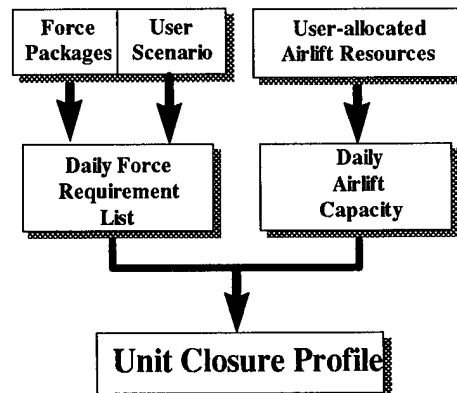 Force
Packages
User
Scenario
User-allocated
Airlift Resources
Daily Force
Requirement
List
Daily
Airlift
Capacity
Unit Closure Profile